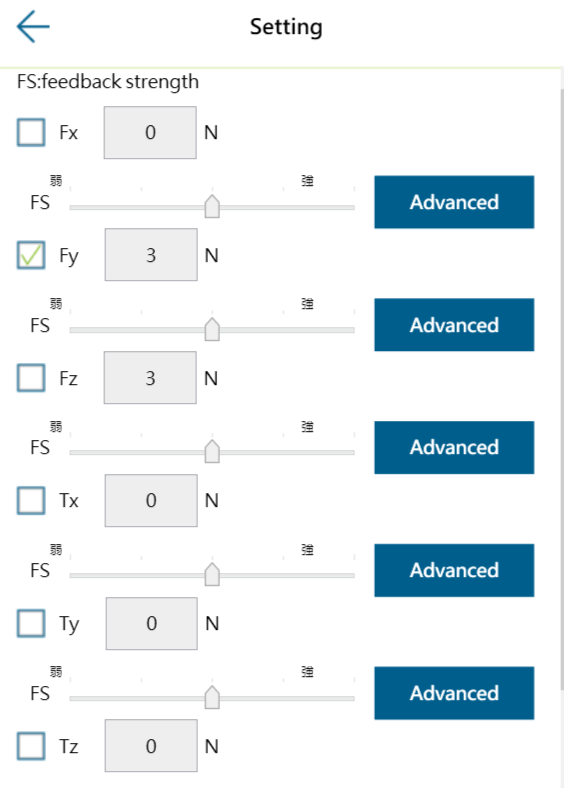 Setting
FS:feedback strength
Fx 0 N
弱 強
FS Advanced
Fy 3 N
弱 強
FS Advanced
Fz 3 N
弱 強
FS Advanced
Tx 0 N
弱 強
FS Advanced
Ty 0 N
弱 強
FS Advanced
Tz 0 N